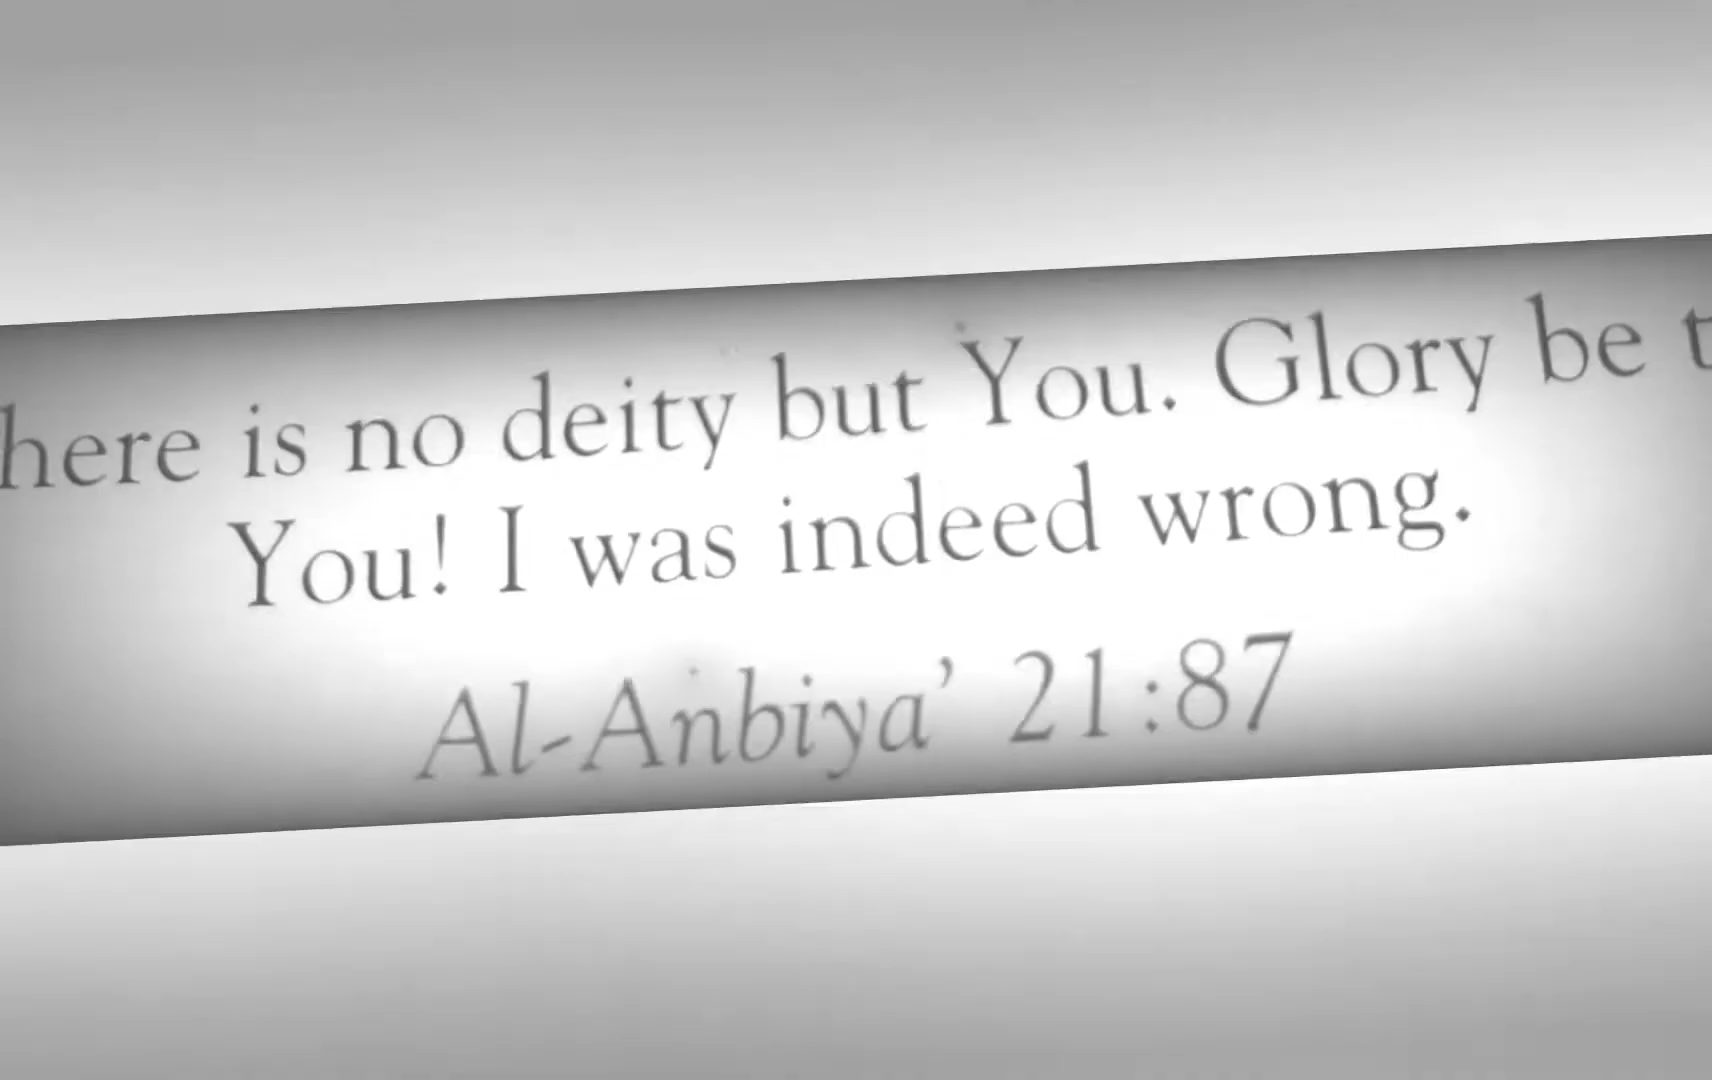 here is no deity but You. Glory be t
You! I was indeed wrong.
Al-Anbiya’ 21:87